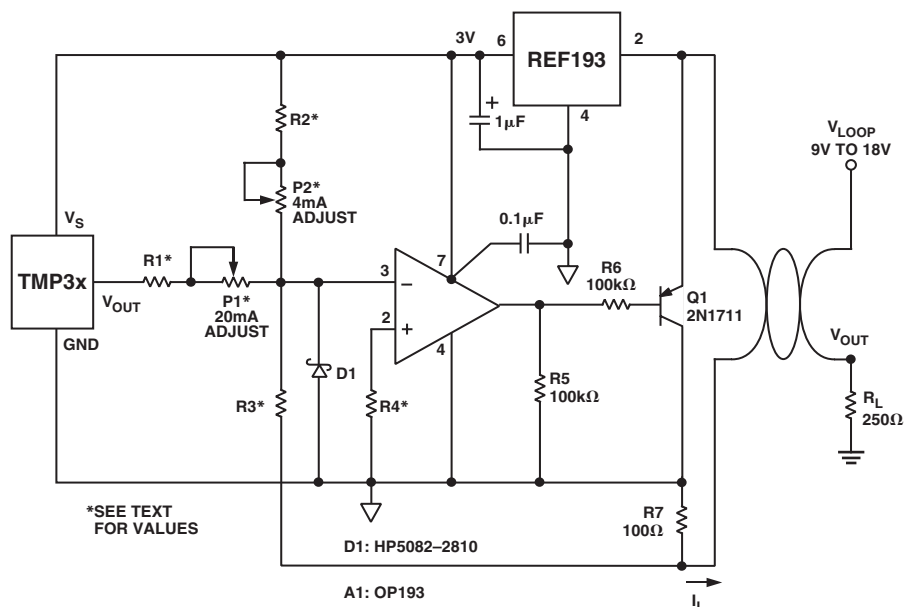 3V
6
REF193
2
4
R2*
1μF
V_LOOP
9V TO 18V
P2*
4mA
ADJUST
0.1μF
V_S
TMP3x
R1*
V_OUT
P1*
20mA
ADJUST
GND
3
−
7
2
+
4
R6
100kΩ
Q1
2N1711
V_OUT
D1
R3*
R4*
R5
100kΩ
R_L
250Ω
*SEE TEXT
FOR VALUES
R7
100Ω
D1: HP5082–2810
A1: OP193
I_L
+